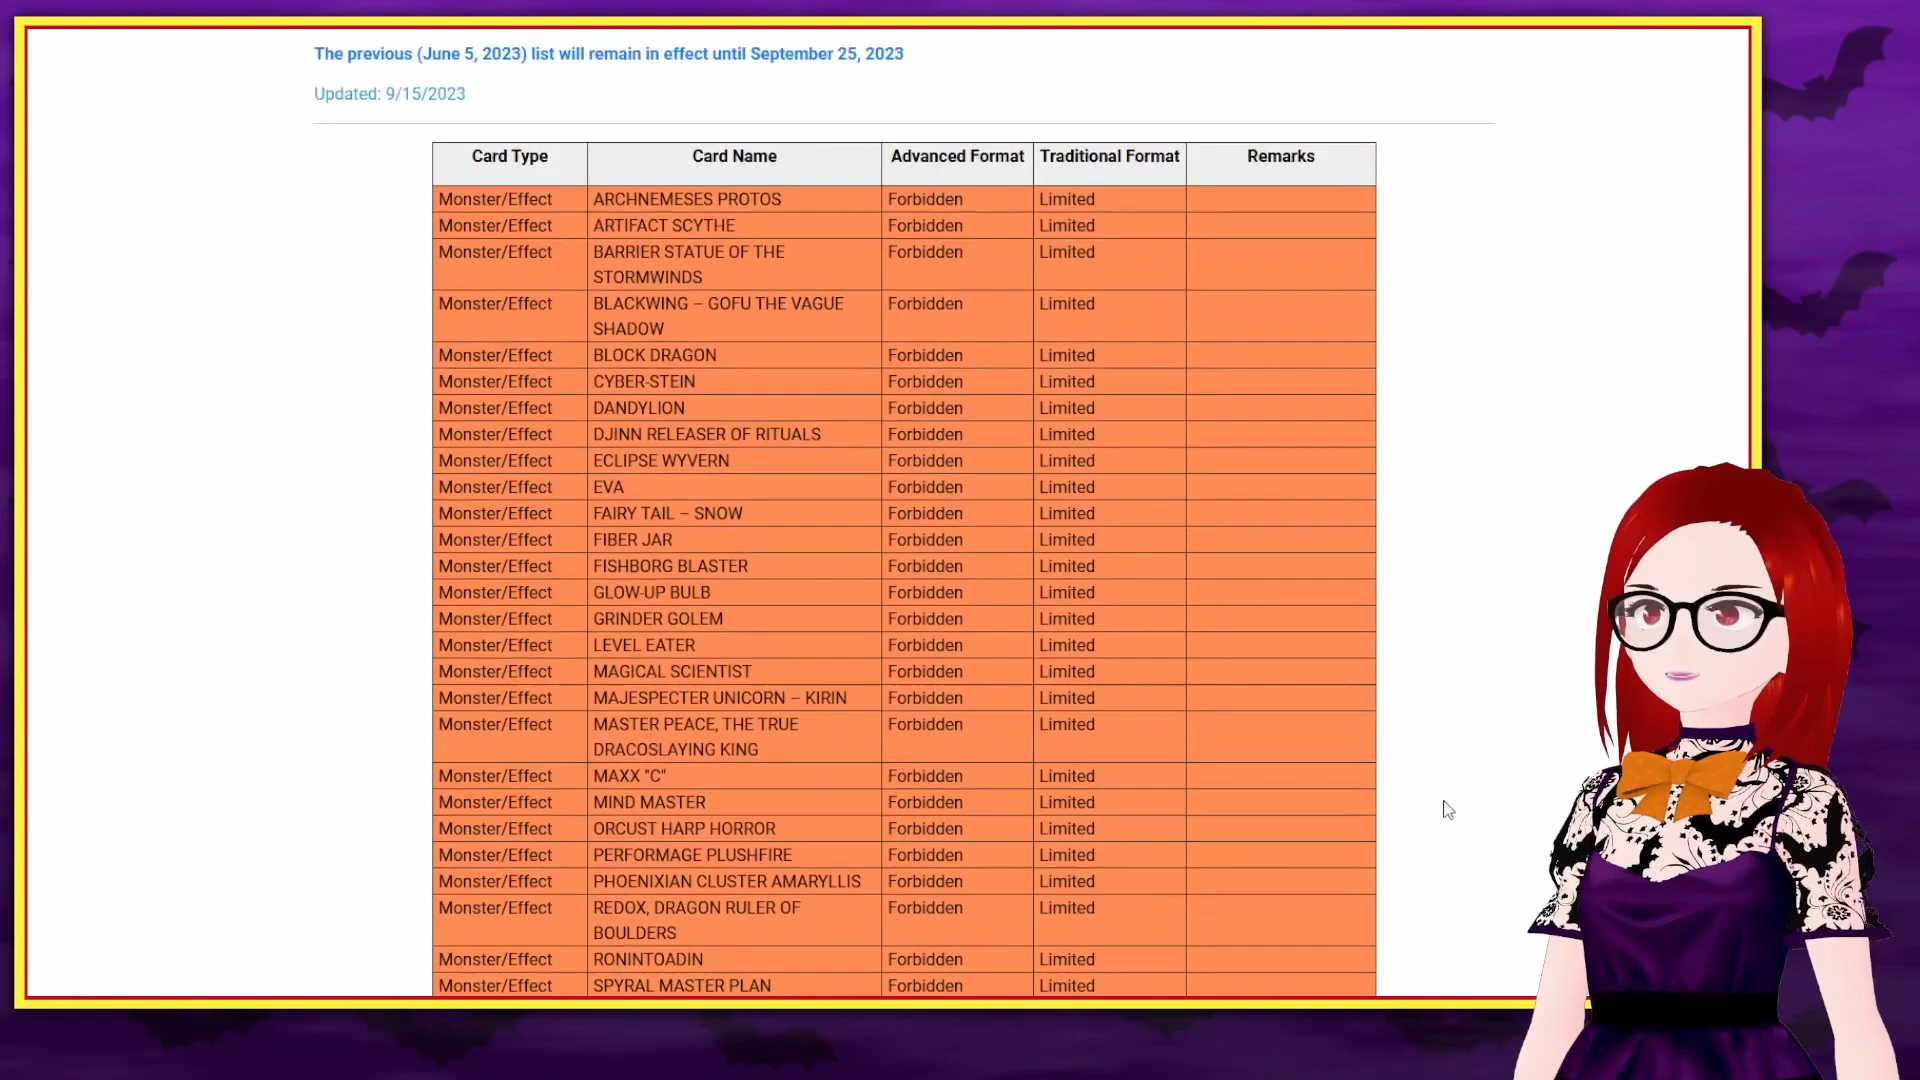 The previous (June 5, 2023) list will remain in effect until September 25, 2023
Updated: 9/15/2023
Card Type Card Name Advanced Format Traditional Format Remarks
Monster/Effect ARCHNEMESES PROTOS Forbidden Limited
Monster/Effect ARTIFACT SCYTHE Forbidden Limited
Monster/Effect BARRIER STATUE OF THE Forbidden Limited
STORMWINDS
Monster/Effect BLACKWING – GOFU THE VAGUE Forbidden Limited
SHADOW
Monster/Effect BLOCK DRAGON Forbidden Limited
Monster/Effect CYBER-STEIN Forbidden Limited
Monster/Effect DANDYLION Forbidden Limited
Monster/Effect DJINN RELEASER OF RITUALS Forbidden Limited
Monster/Effect ECLIPSE WYVERN Forbidden Limited
Monster/Effect EVA Forbidden Limited
Monster/Effect FAIRY TAIL – SNOW Forbidden Limited
Monster/Effect FIBER JAR Forbidden Limited
Monster/Effect FISHBORG BLASTER Forbidden Limited
Monster/Effect GLOW-UP BULB Forbidden Limited
Monster/Effect GRINDER GOLEM Forbidden Limited
Monster/Effect LEVEL EATER Forbidden Limited
Monster/Effect MAGICAL SCIENTIST Forbidden Limited
Monster/Effect MAJESPECTER UNICORN – KIRIN Forbidden Limited
Monster/Effect MASTER PEACE, THE TRUE Forbidden Limited
DRACOSLAYING KING
Monster/Effect MAXX "C" Forbidden Limited
Monster/Effect MIND MASTER Forbidden Limited
Monster/Effect ORCUST HARP HORROR Forbidden Limited
Monster/Effect PERFORMAGE PLUSHFIRE Forbidden Limited
Monster/Effect PHOENIXIAN CLUSTER AMARYLLIS Forbidden Limited
Monster/Effect REDOX, DRAGON RULER OF Forbidden Limited
BOULDERS
Monster/Effect RONINTOADIN Forbidden Limited
Monster/Effect SPYRAL MASTER PLAN Forbidden Limited